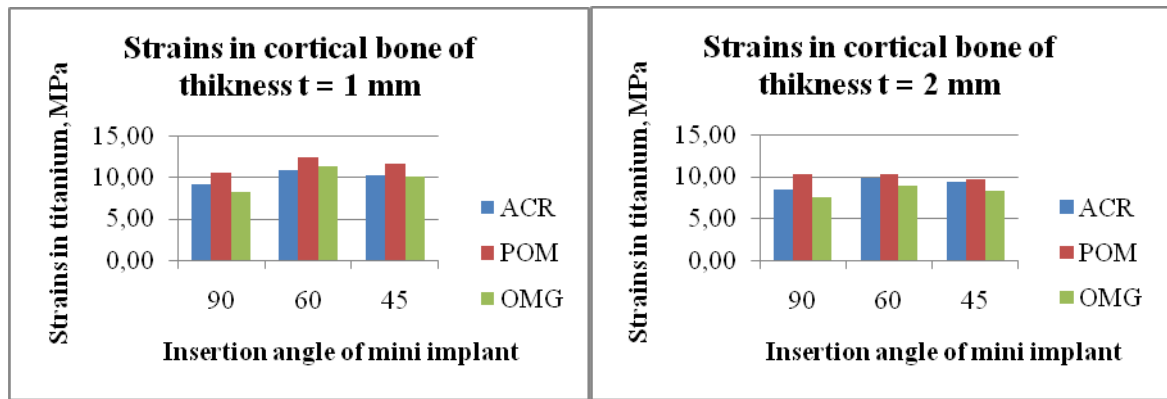 Strains in cortical bone of
thikness t = 1 mm
Strains in titanium, MPa
15,00
10,00
5,00
0,00
90 60 45
ACR
POM
OMG
Insertion angle of mini implant
Strains in cortical bone of
thikness t = 2 mm
Strains in titanium, MPa
15,00
10,00
5,00
0,00
90 60 45
ACR
POM
OMG
Insertion angle of mini implant